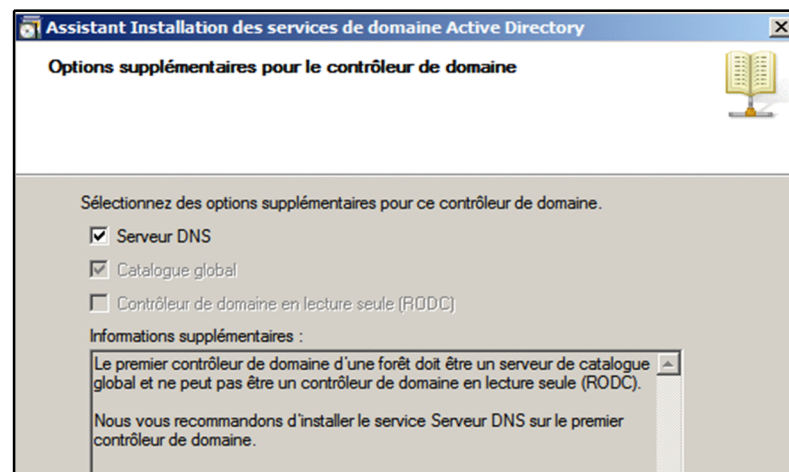 Assistant Installation des services de domaine Active Directory
Options supplémentaires pour le contrôleur de domaine
Sélectionnez des options supplémentaires pour ce contrôleur de domaine.
Serveur DNS
Catalogue global
Contrôleur de domaine en lecture seule (RODC)
Informations supplémentaires :
Le premier contrôleur de domaine d'une forêt doit être un serveur de catalogue
global et ne peut pas être un contrôleur de domaine en lecture seule (RODC).
Nous vous recommandons d'installer le service Serveur DNS sur le premier
contrôleur de domaine.